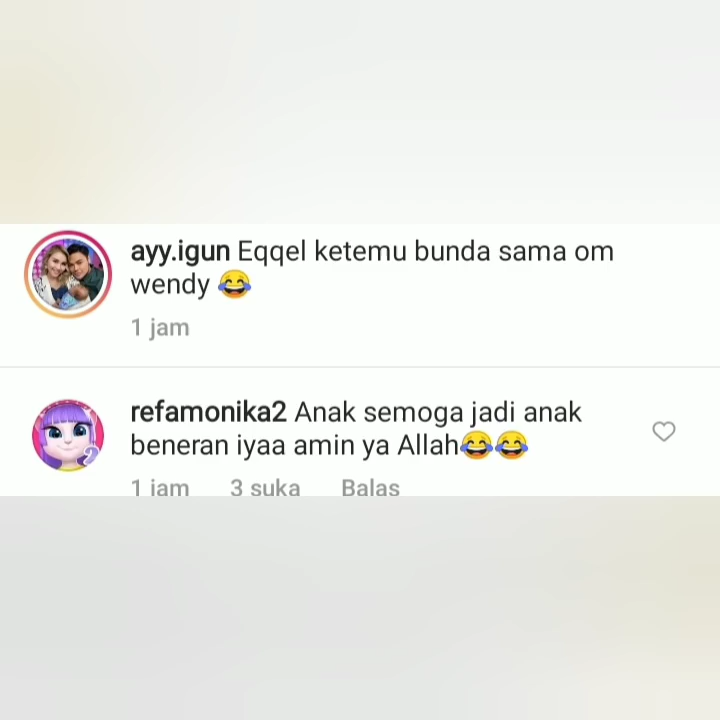 ayy.igun Eqqel ketemu bunda sama om
wendy 😂
1 jam
refamonika2 Anak semoga jadi anak
beneran iyaa amin ya Allah😂😂
1 jam 3 suka Balas